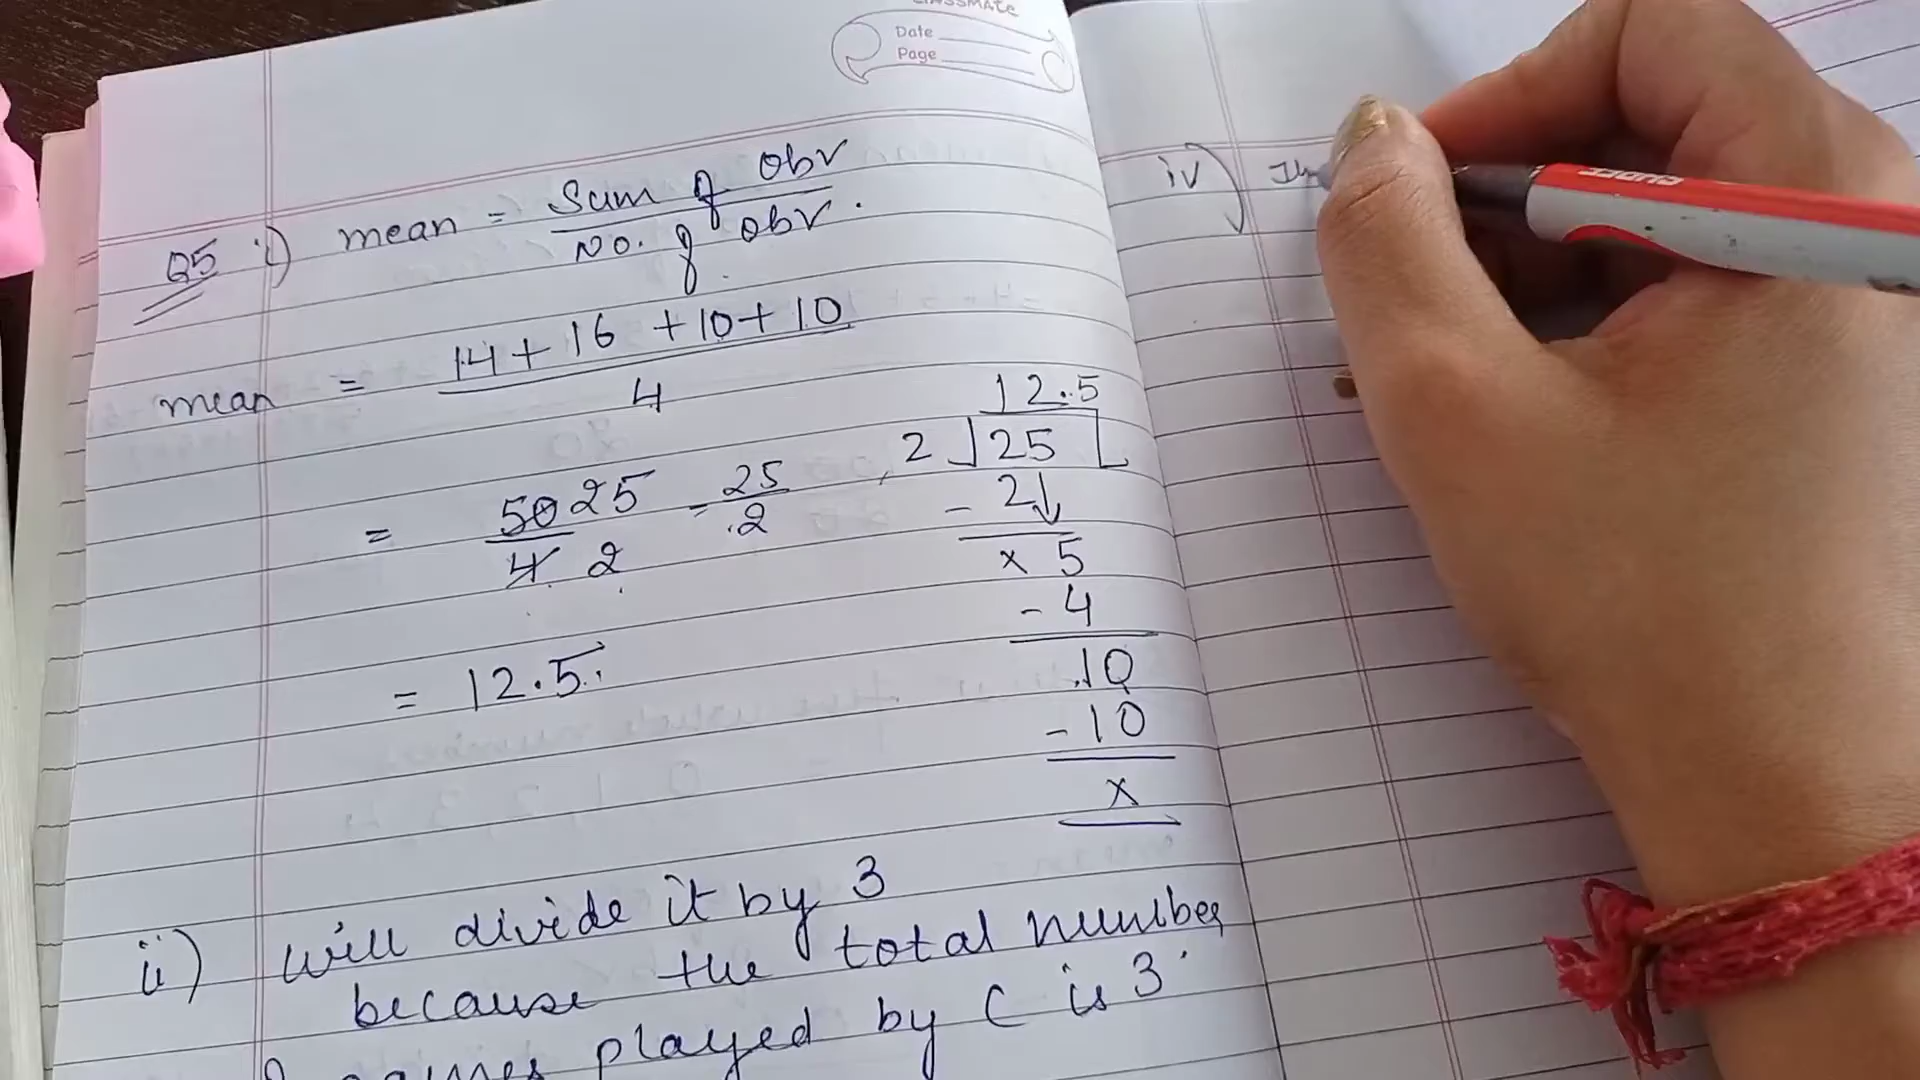 CLASSMATE
Date
Page
Q5 i) mean = Sum of Obv / No. of obv.
mean = 14 + 16 + 10 + 10 / 4
= 50 25 / 4 2 = 25 / 2
= 12.5
12.5
2 25
- 2
x 5
- 4
10
- 10
x
ii) will divide it by 3
because the total number
played by C is 3
iv)